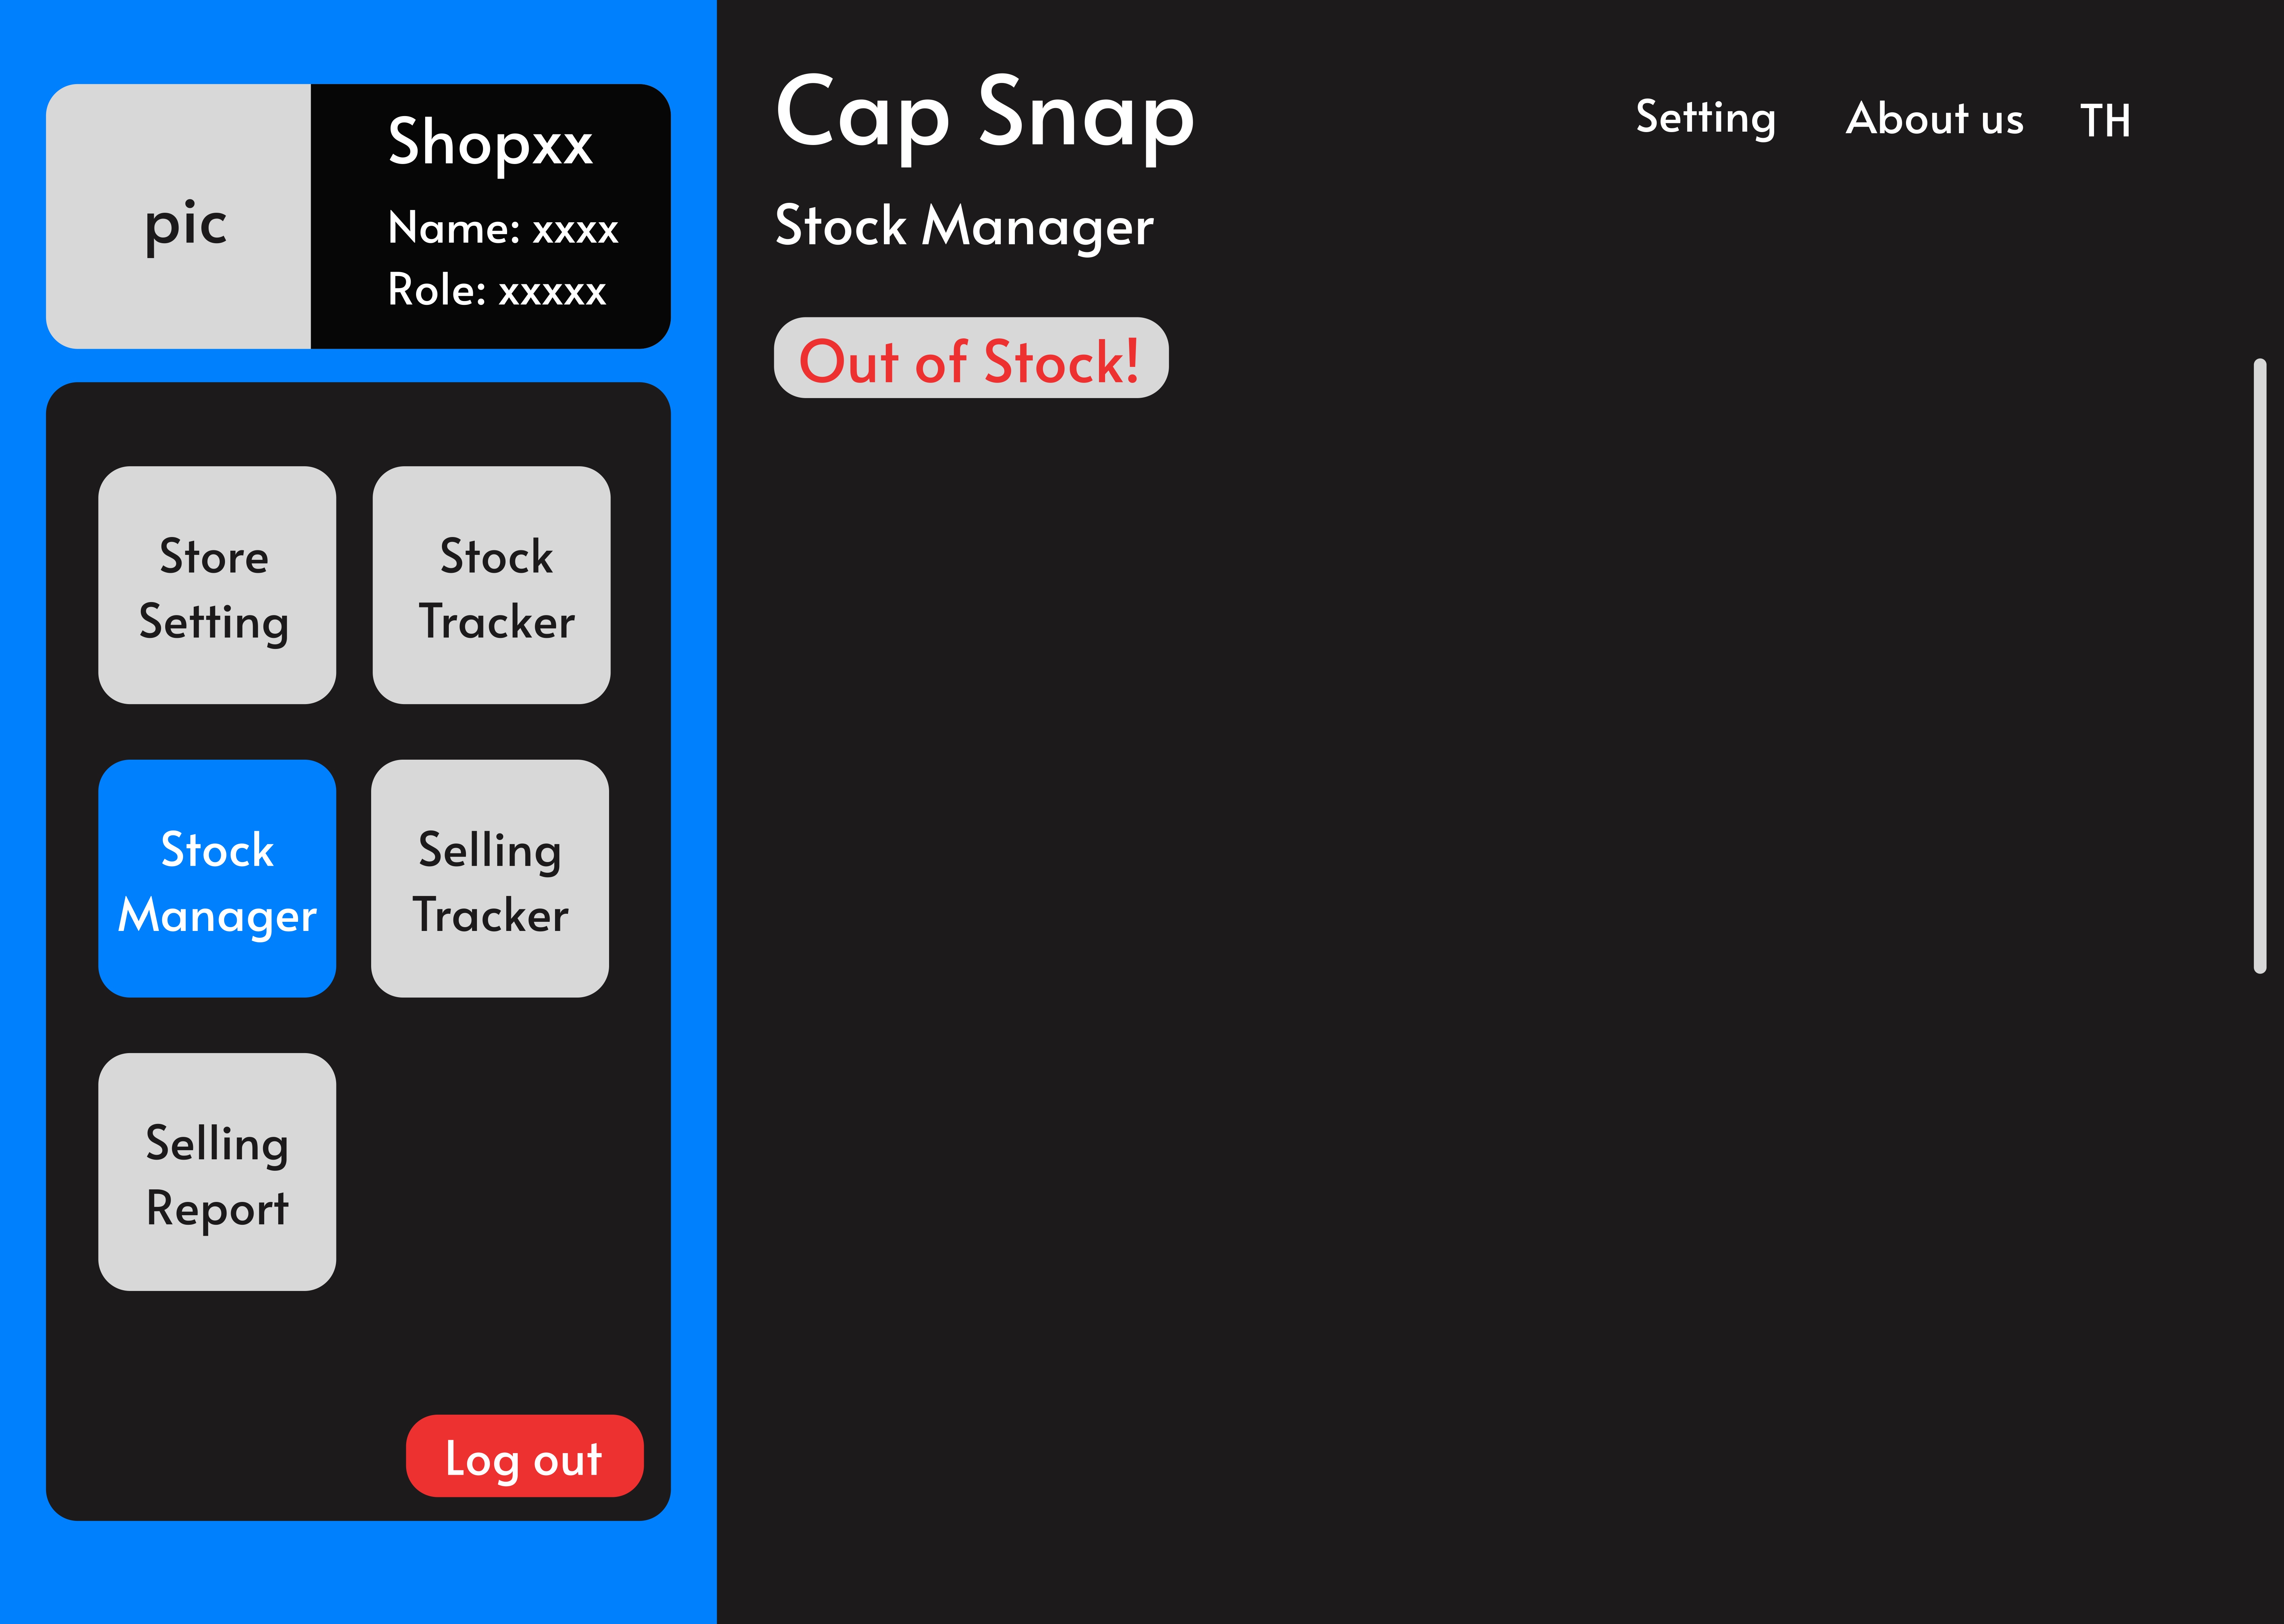 pic
Shopxx
Name: xxxx
Role: xxxxx
Store
Setting
Stock
Tracker
Stock
Manager
Selling
Tracker
Selling
Report
Log out
Cap Snap
Setting
About us
TH
Stock Manager
Out of Stock!